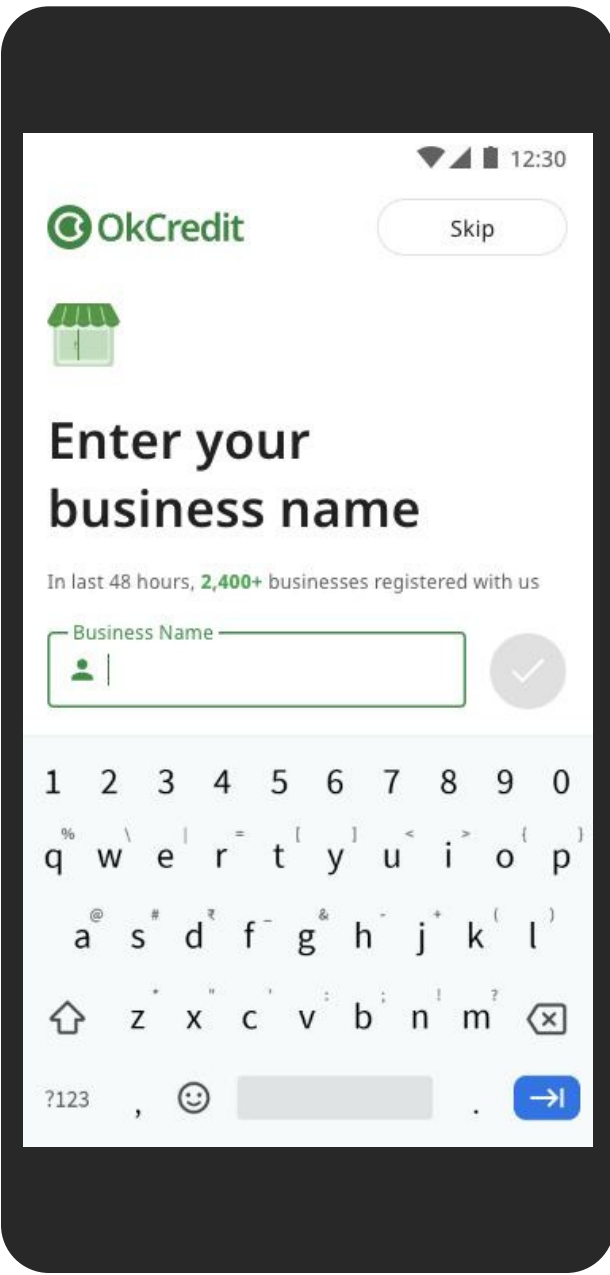 12:30
OkCredit
Skip
Enter your
business name
In last 48 hours, 2,400+ businesses registered with us
Business Name
1 2 3 4 5 6 7 8 9 0
% \ | = [ ] < > { }
q w e r t y u i o p
@ # ₹ _ & - + ( )
a s d f g h j k l
* " ' : ; ! ?
z x c v b n m
?123 , .